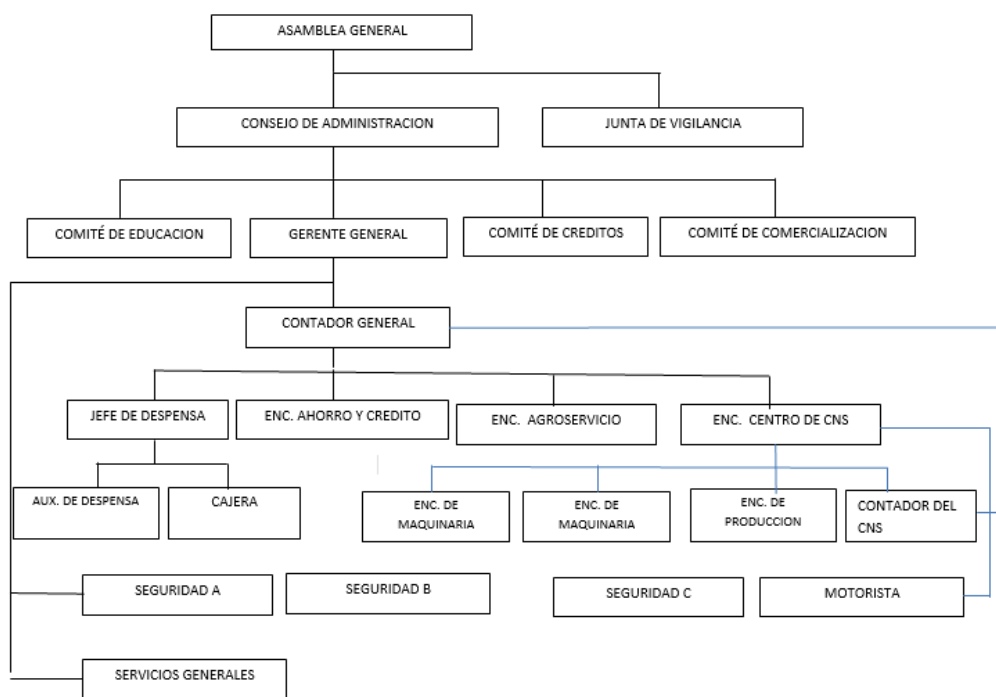 ASAMBLEA GENERAL
CONSEJO DE ADMINISTRACION
JUNTA DE VIGILANCIA
COMITÉ DE EDUCACION
GERENTE GENERAL
COMITÉ DE CREDITOS
COMITÉ DE COMERCIALIZACION
CONTADOR GENERAL
JEFE DE DESPENSA
ENC. AHORRO Y CREDITO
ENC. AGROSERVICIO
ENC. CENTRO DE CNS
AUX. DE DESPENSA
CAJERA
ENC. DE
MAQUINARIA
ENC. DE
MAQUINARIA
ENC. DE
PRODUCCION
CONTADOR DEL
CNS
SEGURIDAD A
SEGURIDAD B
SEGURIDAD C
MOTORISTA
SERVICIOS GENERALES